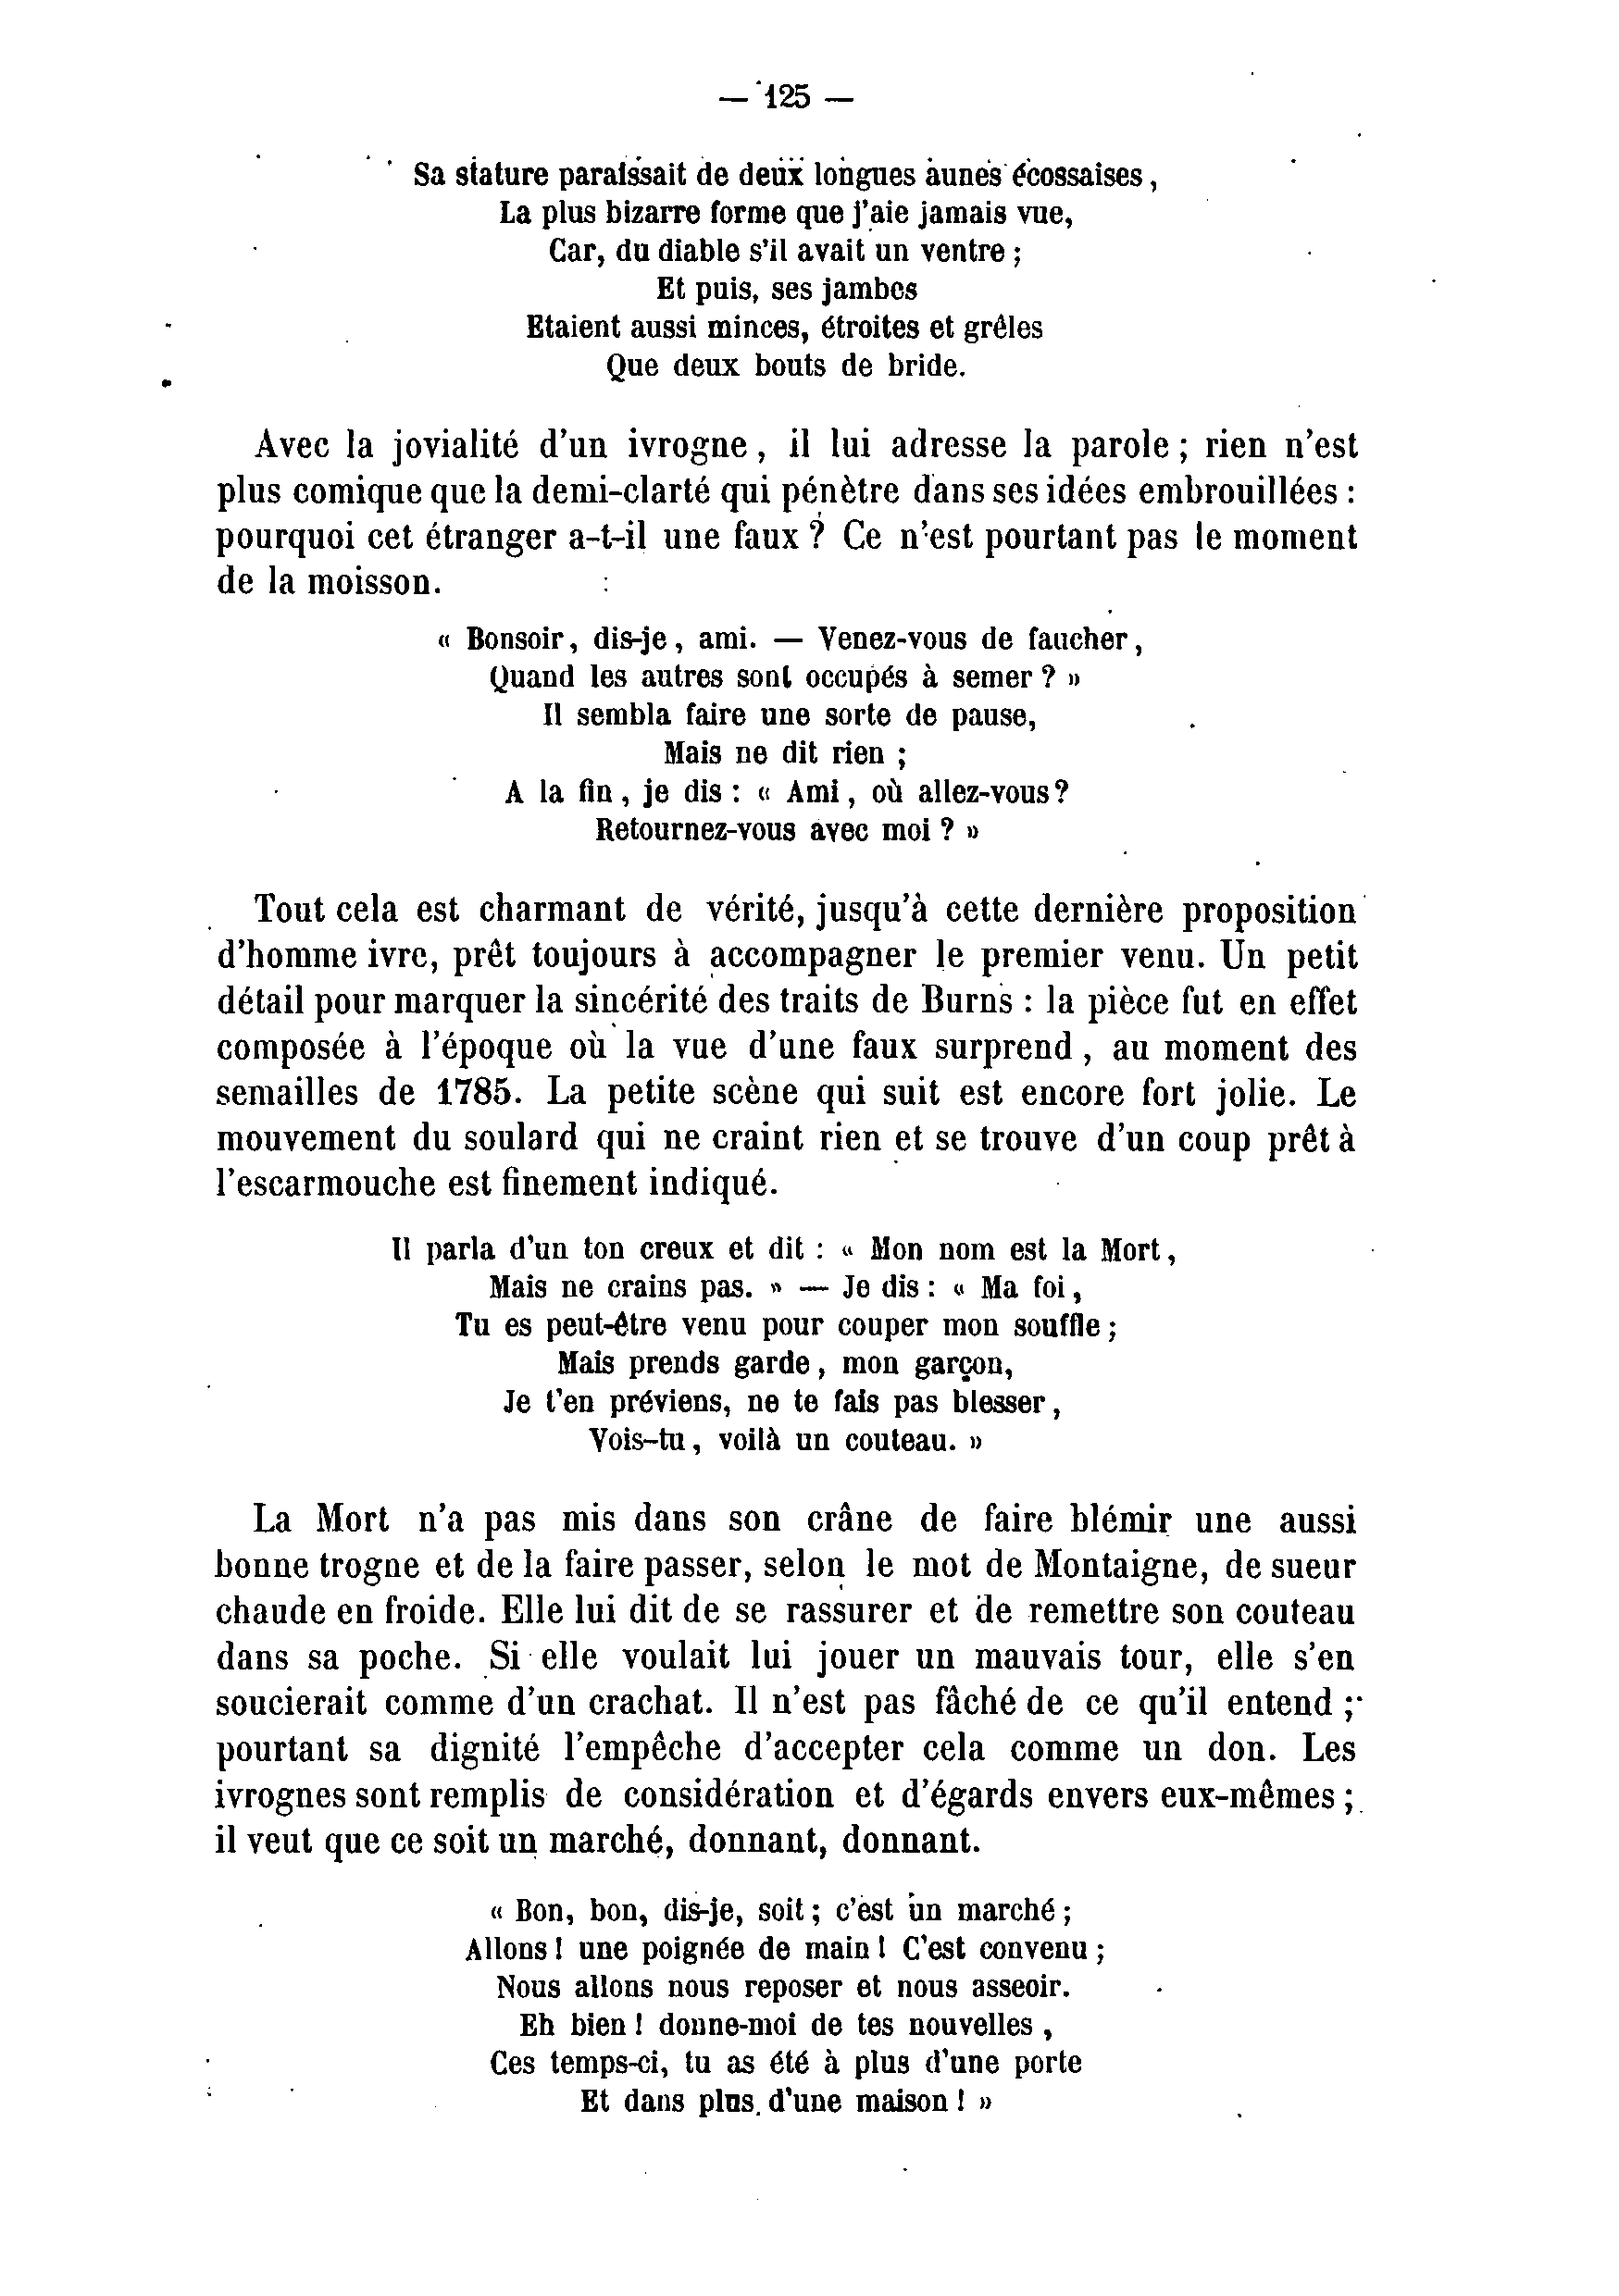 — 125 —
Sa stature paraissait de deux longues aunes écossaises,
La plus bizarre forme que j'aie jamais vue,
Car, du diable s'il avait un ventre ;
Et puis, ses jambes
Etaient aussi minces, étroites et grêles
Que deux bouts de bride.
Avec la jovialité d'un ivrogne, il lui adresse la parole ; rien n'est
plus comique que la demi-clarté qui pénètre dans ses idées embrouillées :
pourquoi cet étranger a-t-il une faux ? Ce n'est pourtant pas le moment
de la moisson.
« Bonsoir, dis-je, ami. — Venez-vous de faucher,
Quand les autres sont occupés à semer ? »
Il sembla faire une sorte de pause,
Mais ne dit rien ;
A la fin, je dis : « Ami, où allez-vous ?
Retournez-vous avec moi ? »
Tout cela est charmant de vérité, jusqu'à cette dernière proposition
d'homme ivre, prêt toujours à accompagner le premier venu. Un petit
détail pour marquer la sincérité des traits de Burns : la pièce fut en effet
composée à l'époque où la vue d'une faux surprend, au moment des
semailles de 1785. La petite scène qui suit est encore fort jolie. Le
mouvement du soulard qui ne craint rien et se trouve d'un coup prêt à
l'escarmouche est finement indiqué.
Il parla d'un ton creux et dit : « Mon nom est la Mort,
Mais ne crains pas. » — Je dis : « Ma foi,
Tu es peut-être venu pour couper mon souffle ;
Mais prends garde, mon garçon,
Je t'en préviens, ne te fais pas blesser,
Vois-tu, voilà un couteau. »
La Mort n'a pas mis dans son crâne de faire blémir une aussi
bonne trogne et de la faire passer, selon le mot de Montaigne, de sueur
chaude en froide. Elle lui dit de se rassurer et de remettre son couteau
dans sa poche. Si elle voulait lui jouer un mauvais tour, elle s'en
soucierait comme d'un crachat. Il n'est pas fâché de ce qu'il entend ;
pourtant sa dignité l'empêche d'accepter cela comme un don. Les
ivrognes sont remplis de considération et d'égards envers eux-mêmes ;
il veut que ce soit un marché, donnant, donnant.
« Bon, bon, dis-je, soit ; c'est un marché ;
Allons ! une poignée de main ! C'est convenu ;
Nous allons nous reposer et nous asseoir.
Eh bien ! donne-moi de tes nouvelles,
Ces temps-ci, tu as été à plus d'une porte
Et dans plus d'une maison ! »